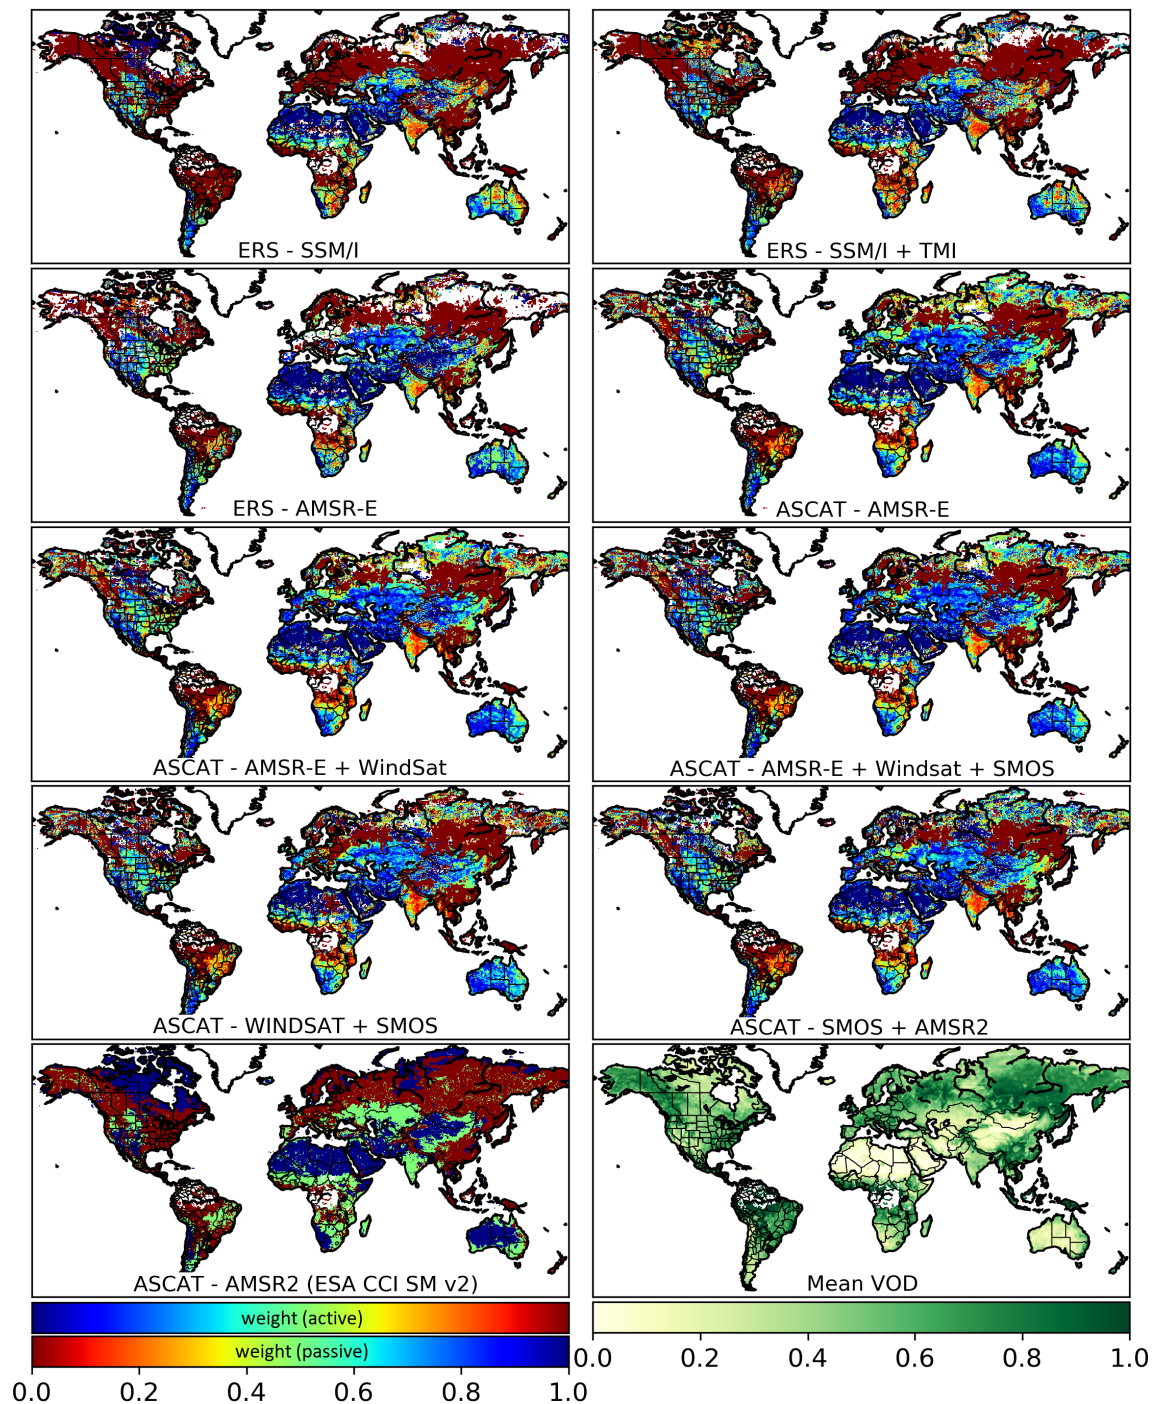 ERS - SSM/I
ERS - SSM/I + TMI
ERS - AMSR-E
ASCAT - AMSR-E
ASCAT - AMSR-E + WindSat
ASCAT - AMSR-E + Windsat + SMOS
ASCAT - WINDSAT + SMOS
ASCAT - SMOS + AMSR2
ASCAT - AMSR2 (ESA CCI SM v2)
Mean VOD
weight (active)
weight (passive)
0.0 0.2 0.4 0.6 0.8 1.0
0.0 0.2 0.4 0.6 0.8 1.0